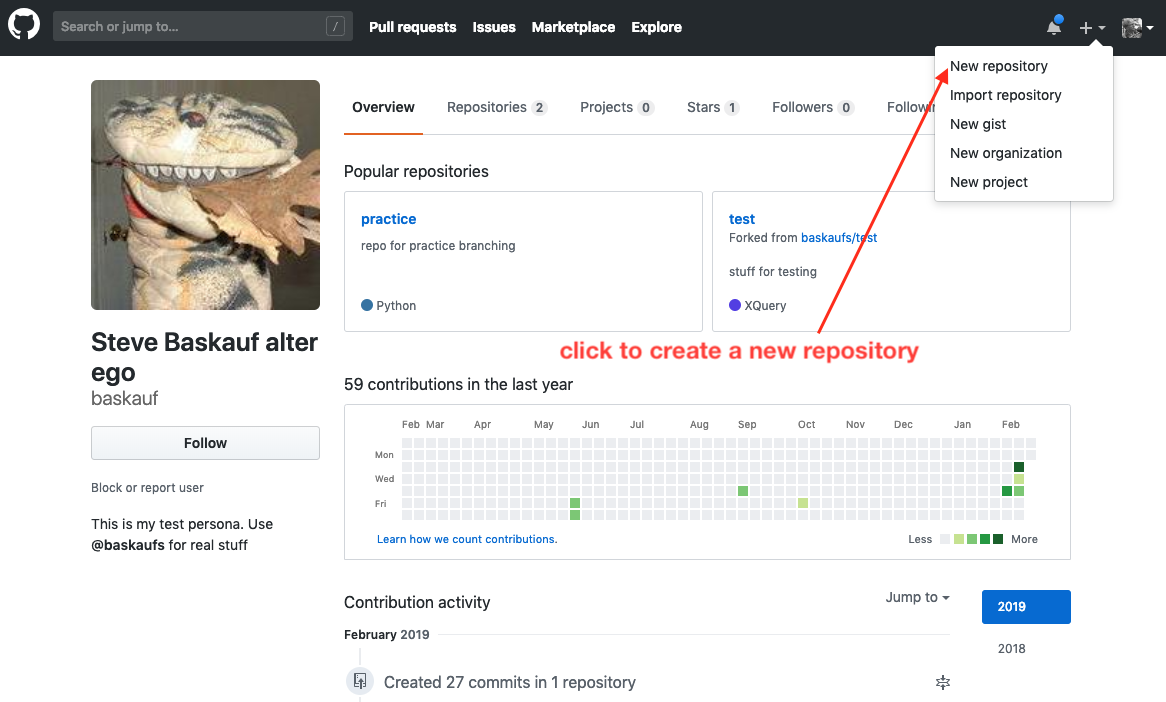 Search or jump to... /
Pull requests Issues Marketplace Explore
New repository
Import repository
New gist
New organization
New project
Overview Repositories 2 Projects 0 Stars 1 Followers 0
Popular repositories
practice
repo for practice branching
Python
test
Forked from baskaufs/test
stuff for testing
XQuery
click to create a new repository
Steve Baskauf alter
ego
baskauf
Follow
Block or report user
This is my test persona. Use
@baskaufs for real stuff
59 contributions in the last year
Feb Mar Apr May Jun Jul Aug Sep Oct Nov Dec Jan Feb
Mon
Wed
Fri
Learn how we count contributions.
Less More
Contribution activity
Jump to
2019
2018
February 2019
Created 27 commits in 1 repository